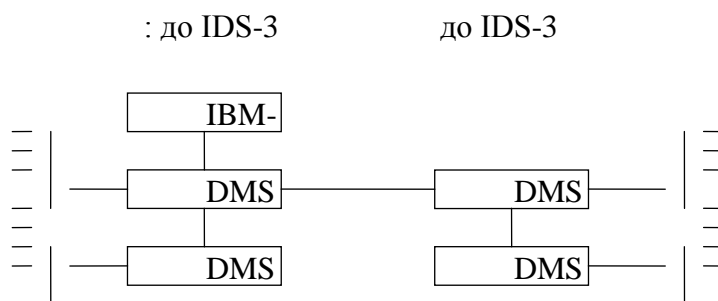 : до IDS-3 до IDS-3
IBM-
DMS DMS
DMS DMS